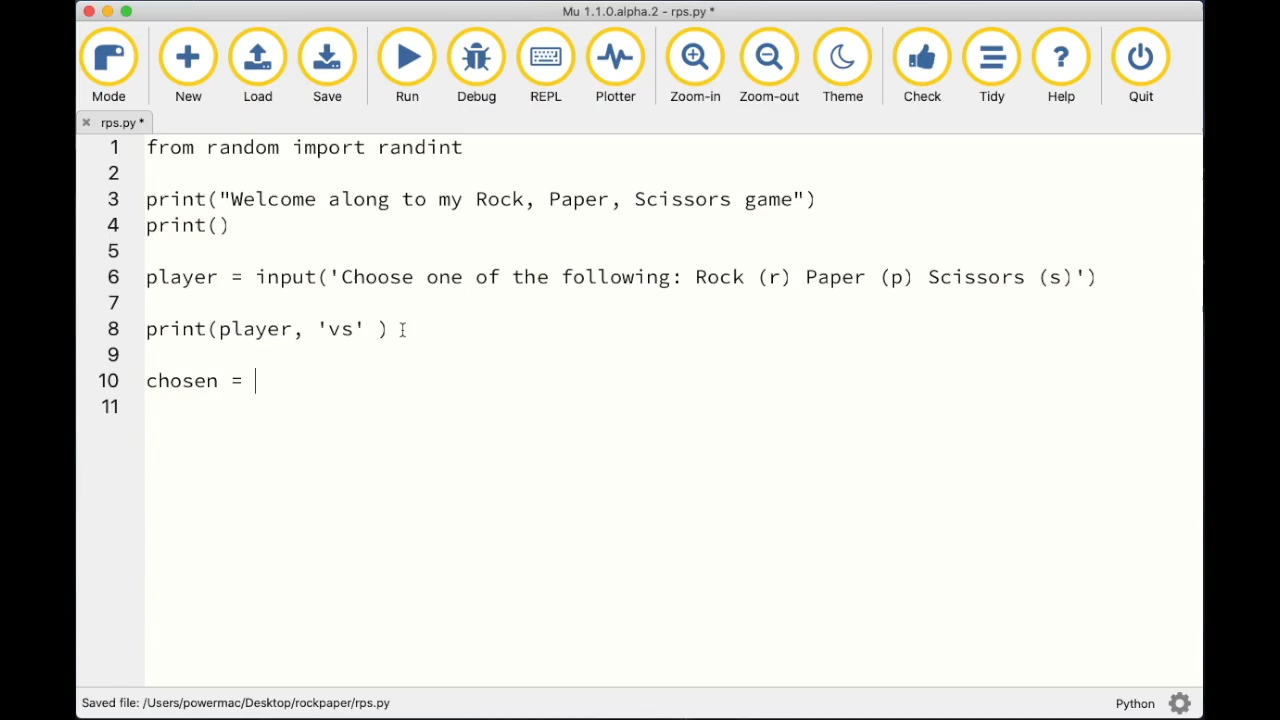 Mu 1.1.0.alpha.2 - rps.py *
Mode New Load Save Run Debug REPL Plotter Zoom-in Zoom-out Theme Check Tidy Help Quit
rps.py *
1 from random import randint
2
3 print("Welcome along to my Rock, Paper, Scissors game")
4 print()
5
6 player = input('Choose one of the following: Rock (r) Paper (p) Scissors (s)')
7
8 print(player, 'vs' )
9
10 chosen =
11
Saved file: /Users/powermac/Desktop/rockpaper/rps.py
Python